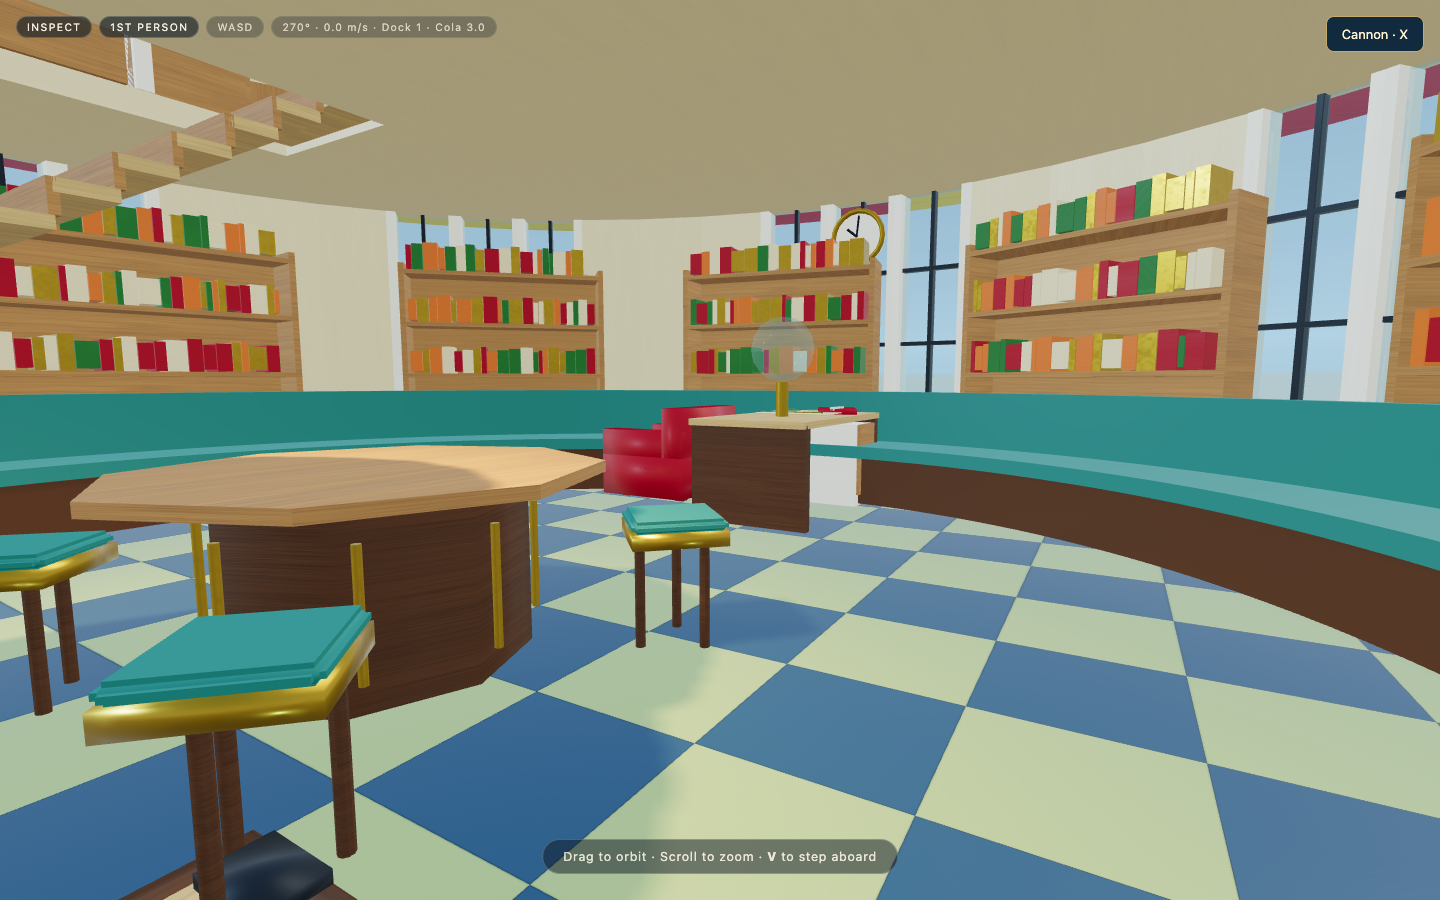 INSPECT
1ST PERSON
WASD
270° · 0.0 m/s · Dock 1 · Cola 3.0
Cannon · X
Drag to orbit · Scroll to zoom · V to step aboard